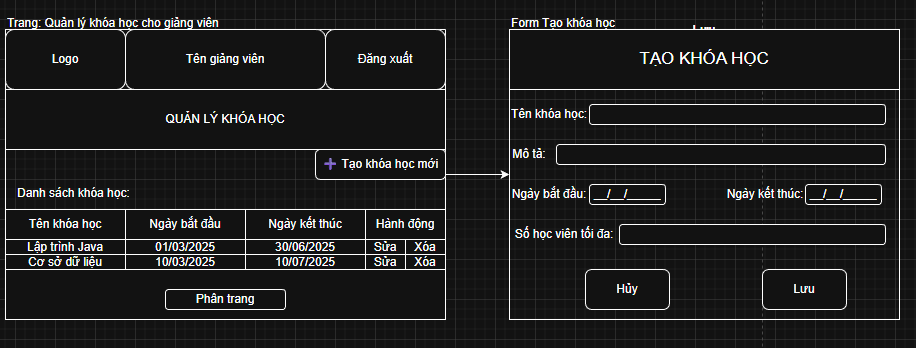 Trang: Quản lý khóa học cho giảng viên
Logo
Tên giảng viên
Đăng xuất
QUẢN LÝ KHÓA HỌC
Tạo khóa học mới
Danh sách khóa học:
Tên khóa học Ngày bắt đầu Ngày kết thúc Hành động
Lập trình Java 01/03/2025 30/06/2025 Sửa Xóa
Cơ sở dữ liệu 10/03/2025 10/07/2025 Sửa Xóa
Phân trang
Form Tạo khóa học
TẠO KHÓA HỌC
Tên khóa học:
Mô tả:
Ngày bắt đầu: __/__/_____ Ngày kết thúc: __/__/_____
Số học viên tối đa:
Hủy Lưu